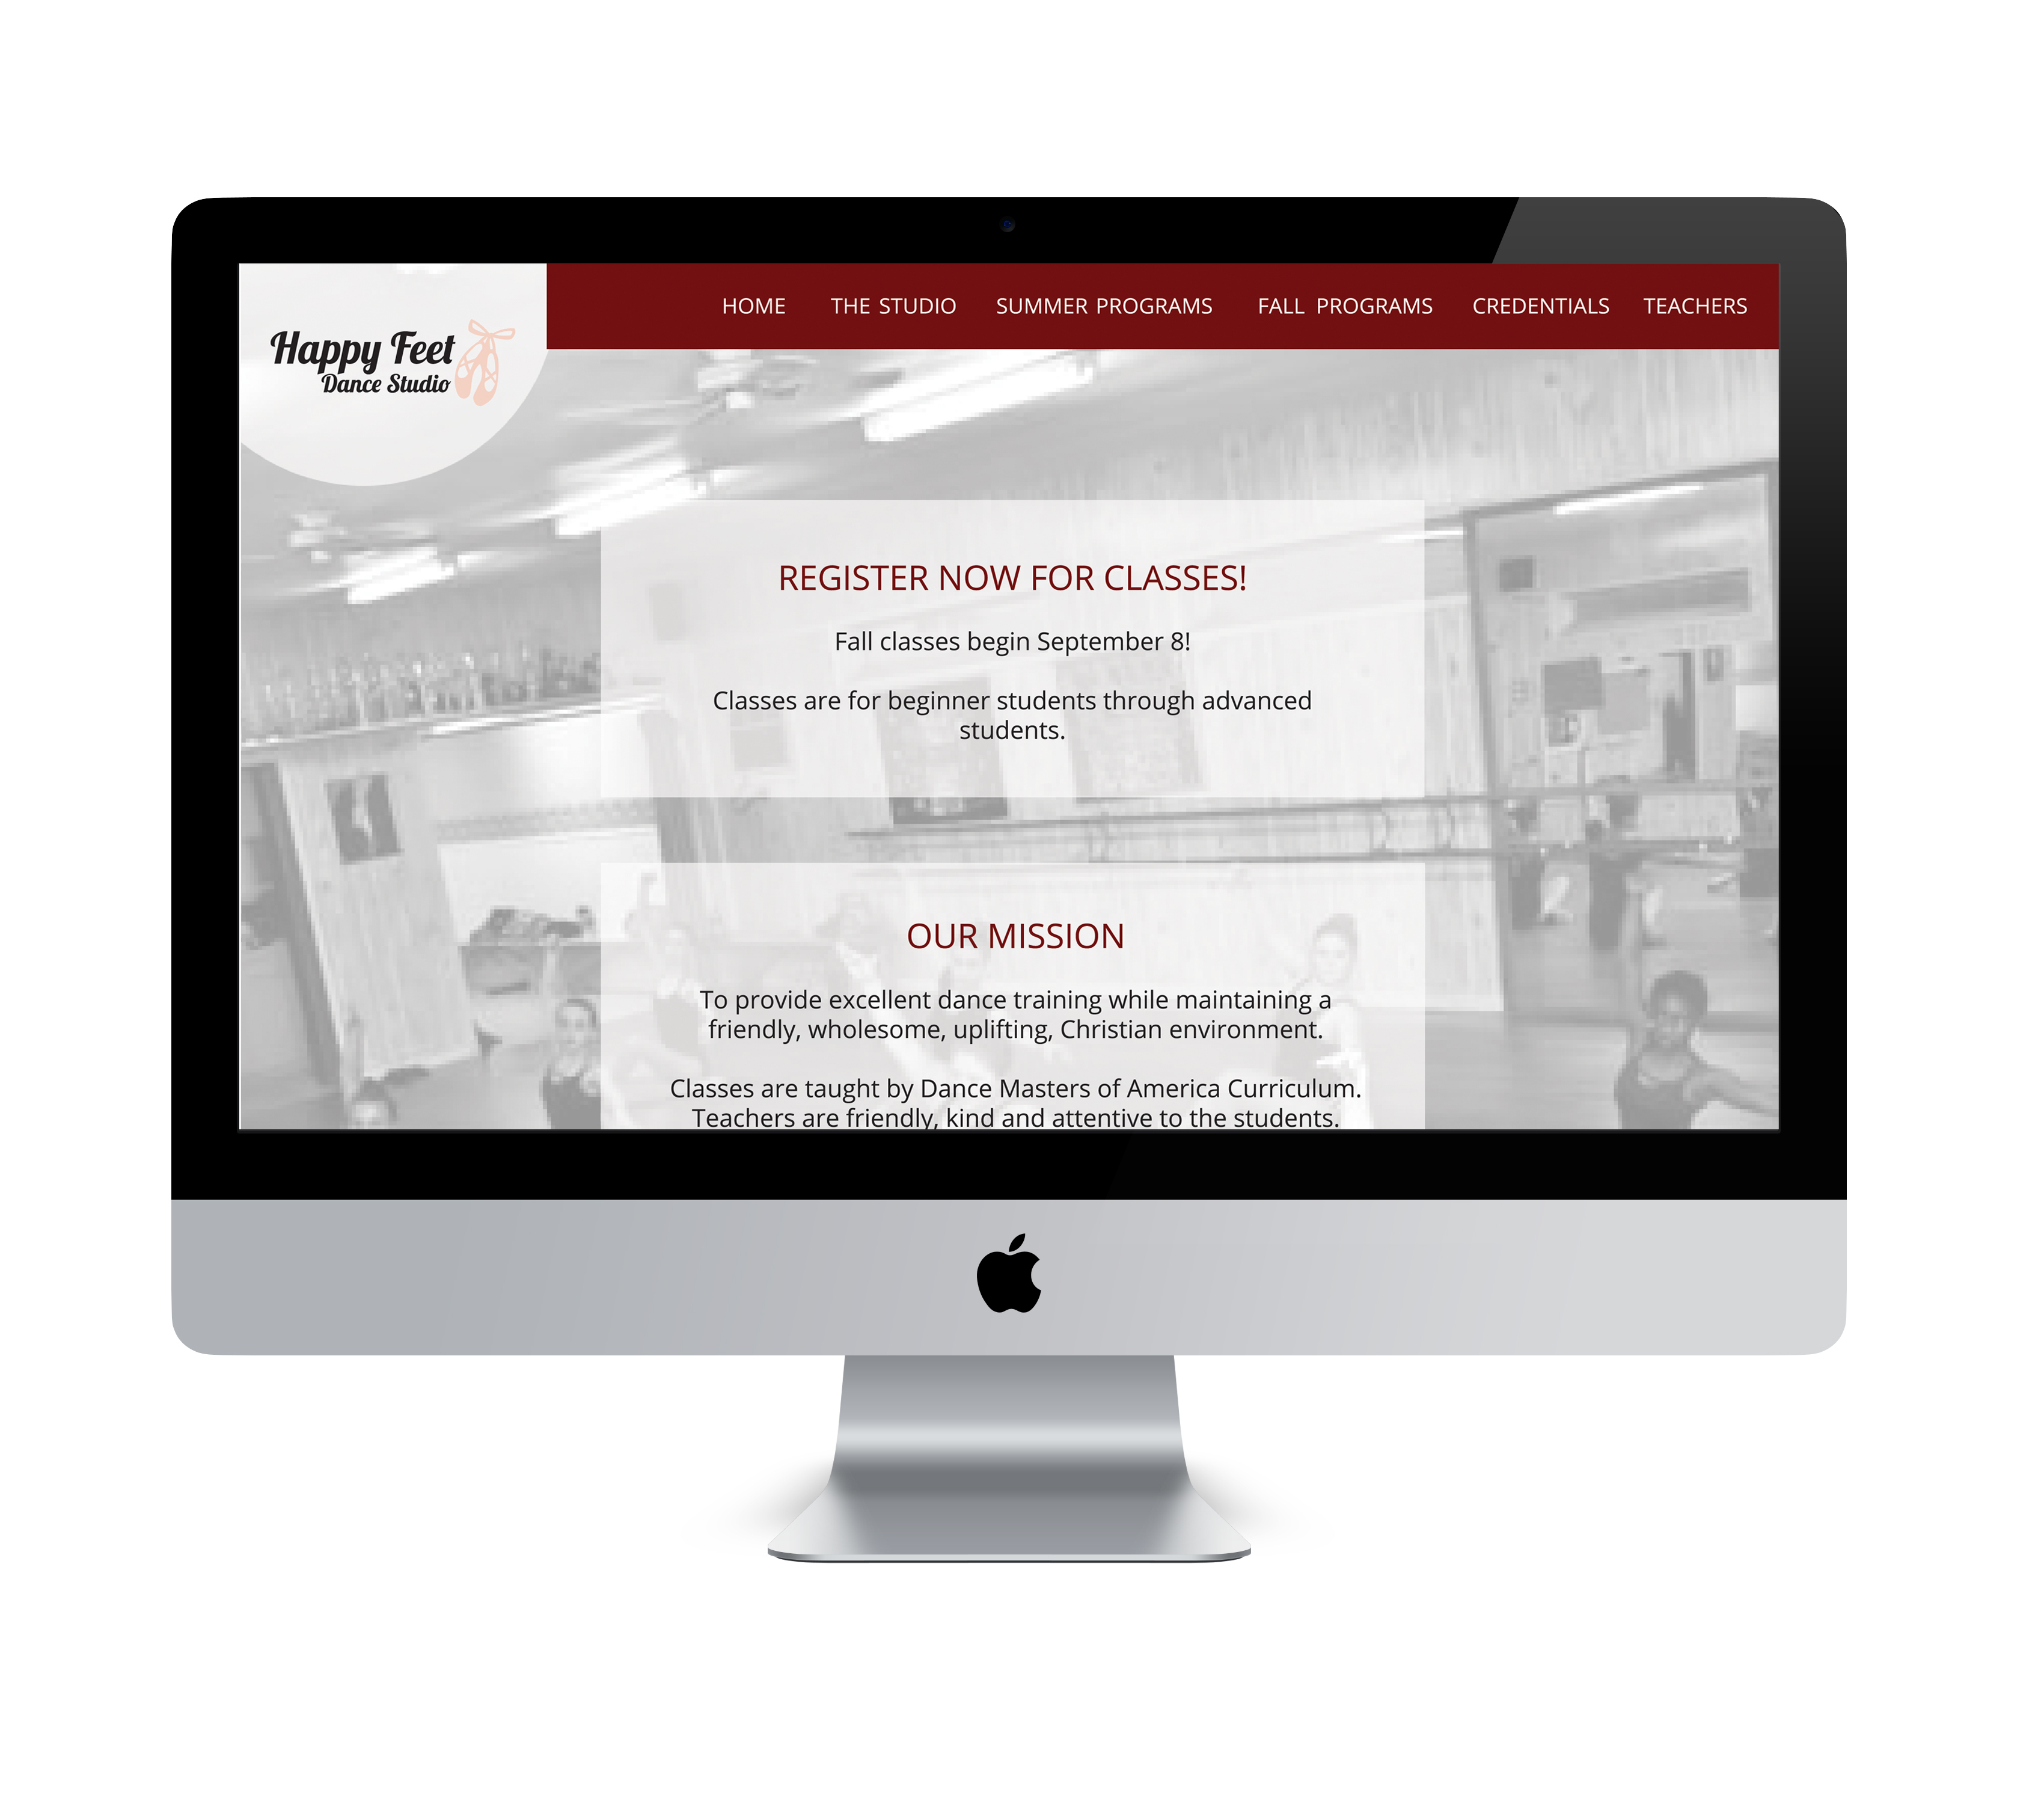 Happy Feet
Dance Studio
HOME THE STUDIO SUMMER PROGRAMS FALL PROGRAMS CREDENTIALS TEACHERS
REGISTER NOW FOR CLASSES!
Fall classes begin September 8!
Classes are for beginner students through advanced
students.
OUR MISSION
To provide excellent dance training while maintaining a
friendly, wholesome, uplifting, Christian environment.
Classes are taught by Dance Masters of America Curriculum.
Teachers are friendly, kind and attentive to the students.